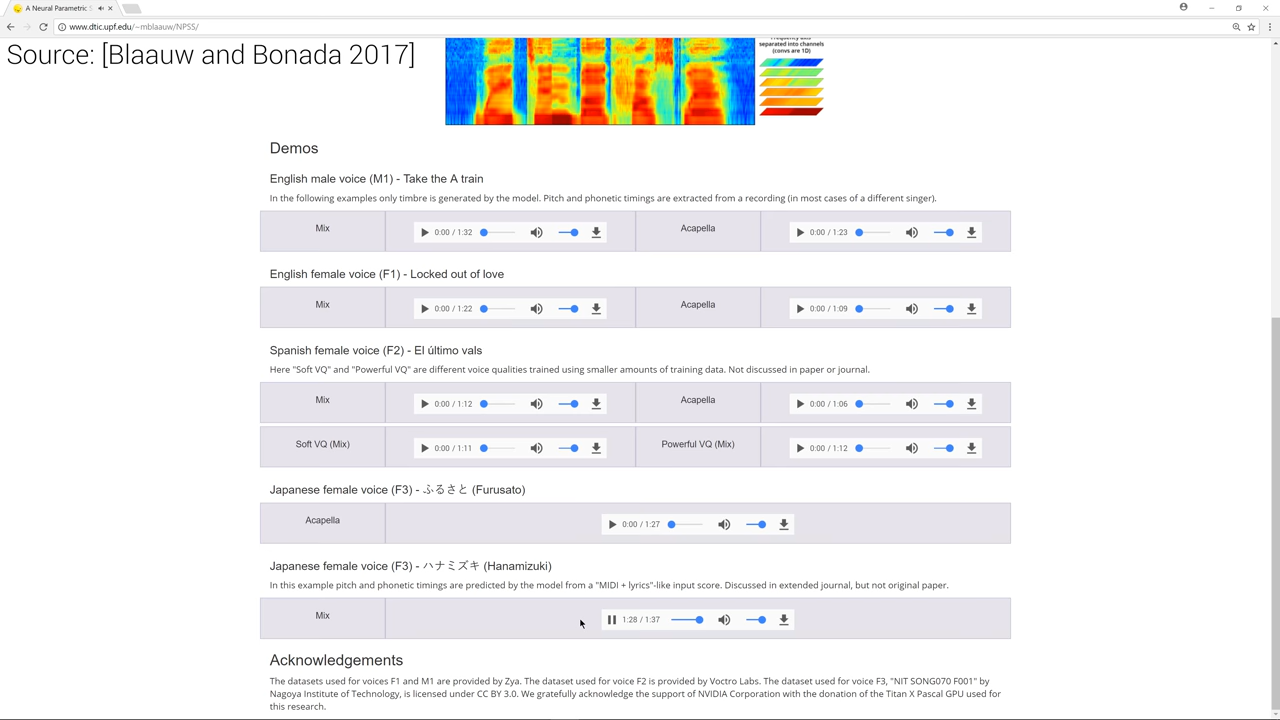 A Neural Parametric S
www.dtic.upf.edu/~mblaauw/NPSS/
Source: [Blaauw and Bonada 2017]
separated into channels
(convs are 1D)
Demos
English male voice (M1) - Take the A train
In the following examples only timbre is generated by the model. Pitch and phonetic timings are extracted from a recording (in most cases of a different singer).
Mix 0:00 / 1:32 Acapella 0:00 / 1:23
English female voice (F1) - Locked out of love
Mix 0:00 / 1:22 Acapella 0:00 / 1:09
Spanish female voice (F2) - El último vals
Here "Soft VQ" and "Powerful VQ" are different voice qualities trained using smaller amounts of training data. Not discussed in paper or journal.
Mix 0:00 / 1:12 Acapella 0:00 / 1:06
Soft VQ (Mix) 0:00 / 1:11 Powerful VQ (Mix) 0:00 / 1:12
Japanese female voice (F3) - ふるさと (Furusato)
Acapella 0:00 / 1:27
Japanese female voice (F3) - ハナミズキ (Hanamizuki)
In this example pitch and phonetic timings are predicted by the model from a "MIDI + lyrics"-like input score. Discussed in extended journal, but not original paper.
Mix 1:28 / 1:37
Acknowledgements
The datasets used for voices F1 and M1 are provided by Zya. The dataset used for voice F2 is provided by Voctro Labs. The dataset used for voice F3, "NIT SONG070 F001" by
Nagoya Institute of Technology, is licensed under CC BY 3.0. We gratefully acknowledge the support of NVIDIA Corporation with the donation of the Titan X Pascal GPU used for
this research.